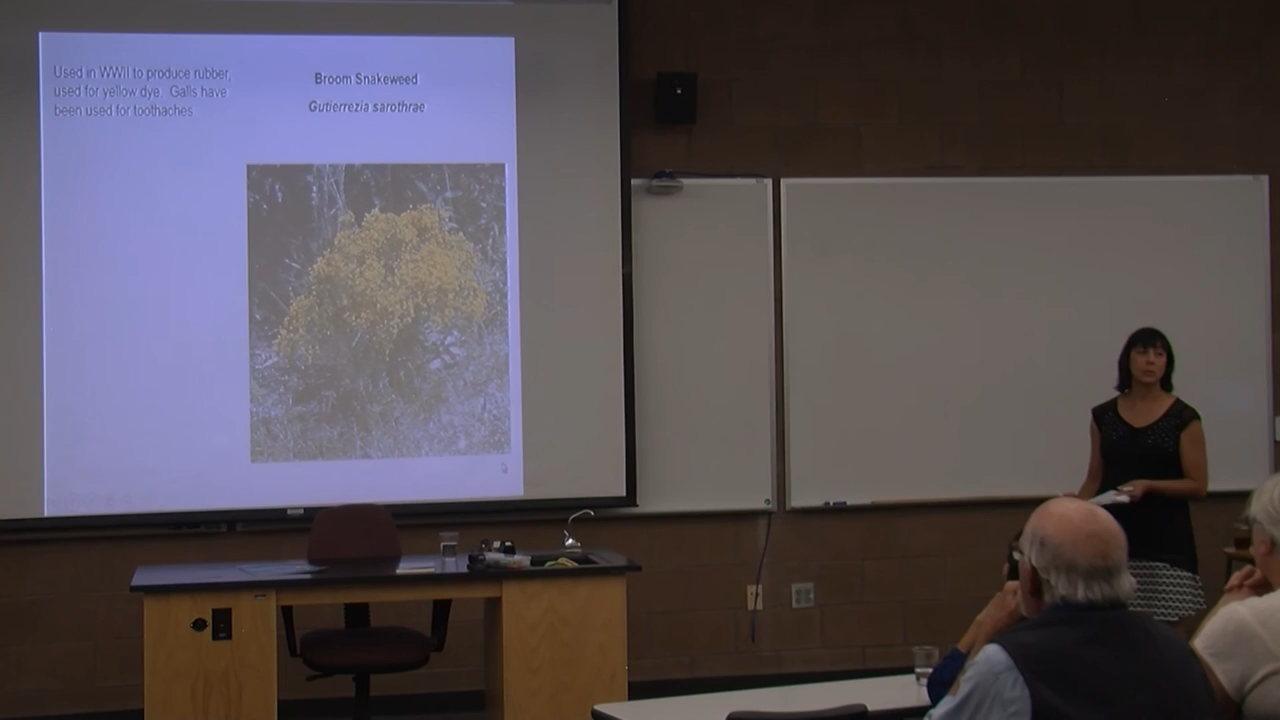 Used in WWII to produce rubber,
used for yellow dye. Galls have
been used for toothaches
Broom Snakeweed
Gutierrezia sarothrae